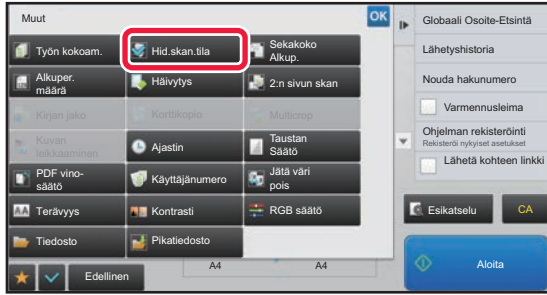 Muut
OK
Työn kokoam.
Hid.skan.tila
Sekakoko
Alkup.
Alkuper.
määrä
Häivytys
2:n sivun skan
Kirjan jako
Korttikopio
Multicrop
Kuvan
leikkaaminen
Ajastin
Taustan
Säätö
PDF vino-
säätö
Käyttäjänumero
Jätä väri
pois
Terävyys
Kontrasti
RGB säätö
Tiedosto
Pikatiedosto
Edellinen
A4
A4
Globaali Osoite-Etsintä
Lähetyshistoria
Nouda hakunumero
Varmennusleima
Ohjelman rekisteröinti
Rekisteröi nykyiset asetukset
Lähetä kohteen linkki
Esikatselu
CA
Aloita